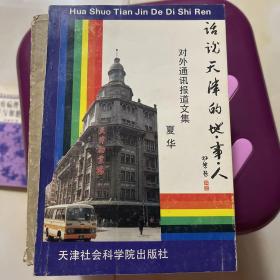 Hua Shuo Tian Jin De Di Shi Ren
话说天津的地·事·人
对外通讯报道文集
夏华
天津社会科学院出版社